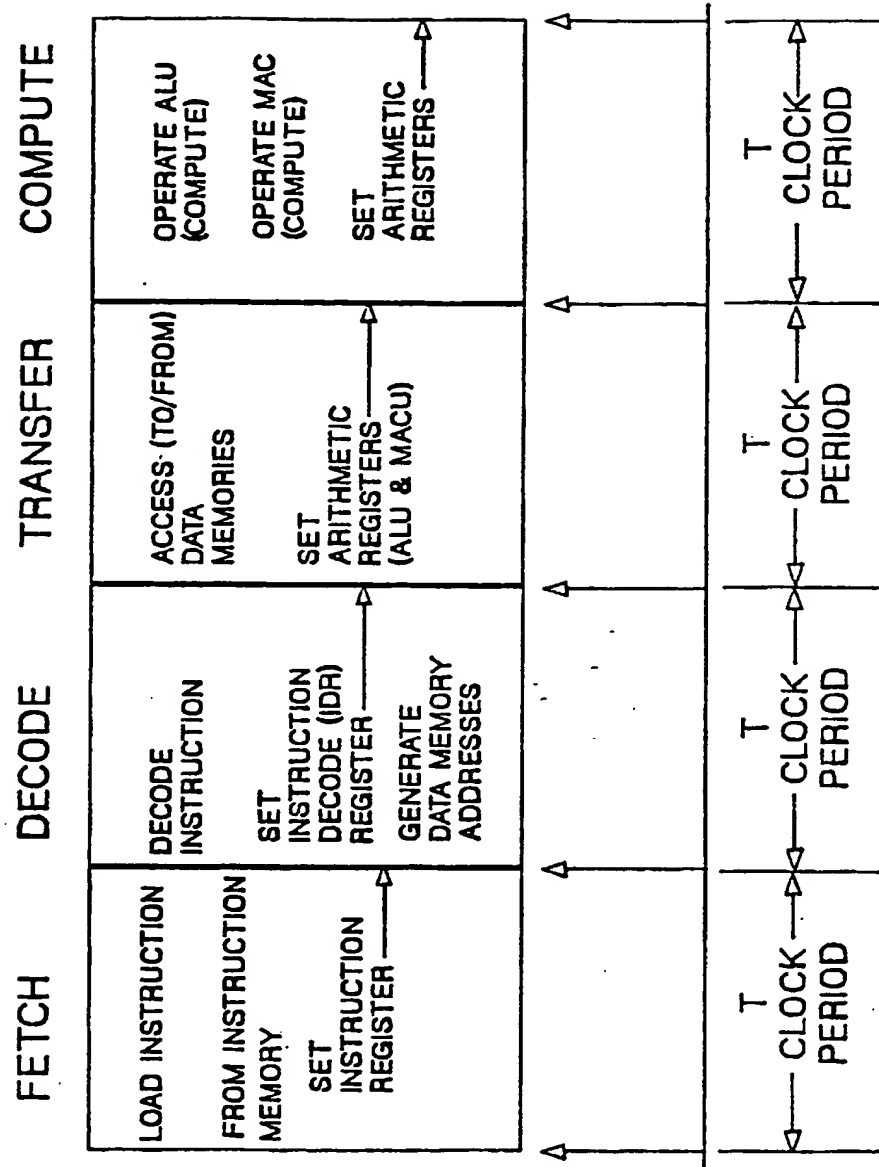 FETCH
DECODE
TRANSFER
COMPUTE
LOAD INSTRUCTION
FROM INSTRUCTION
MEMORY
SET
INSTRUCTION
REGISTER
DECODE
INSTRUCTION
SET
INSTRUCTION
DECODE (IDR)
REGISTER
GENERATE
DATA MEMORY
ADDRESSES
ACCESS (TO/FROM)
DATA
MEMORIES
SET
ARITHMETIC
REGISTERS
(ALU & MACU)
OPERATE ALU
(COMPUTE)
OPERATE MAC
(COMPUTE)
SET
ARITHMETIC
REGISTERS
T
CLOCK
PERIOD
T
CLOCK
PERIOD
T
CLOCK
PERIOD
T
CLOCK
PERIOD